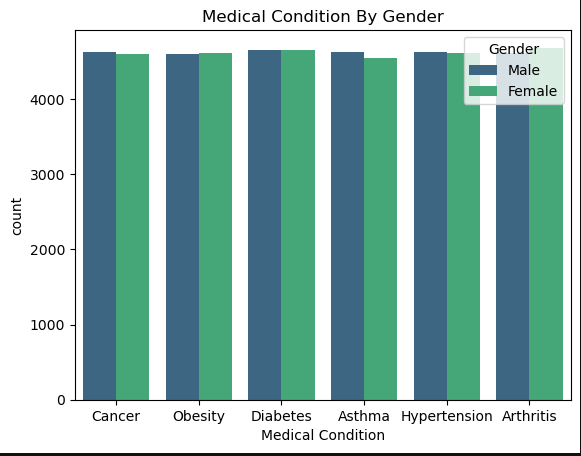 Medical Condition By Gender
Gender
Male
Female
4000
3000
2000
1000
0
count
Cancer Obesity Diabetes Asthma Hypertension Arthritis
Medical Condition